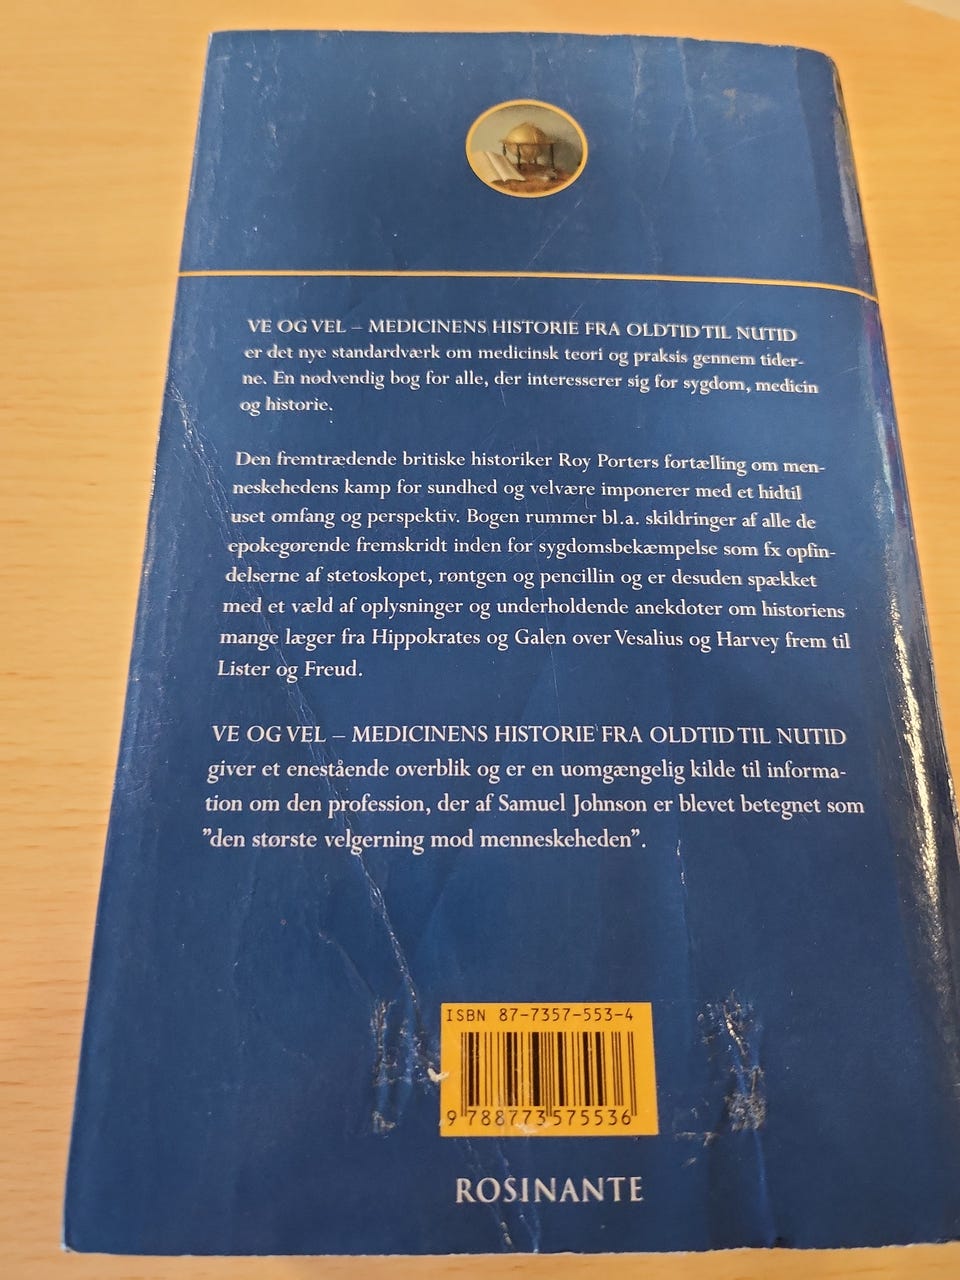 VE OG VEL – MEDICINENS HISTORIE FRA OLDTID TIL NUTID
er det nye standardværk om medicinsk teori og praksis gennem tider-
ne. En nødvendig bog for alle, der interesserer sig for sygdom, medicin
og historie.
Den fremtrædende britiske historiker Roy Porters fortælling om men-
neskehedens kamp for sundhed og velvære imponerer med et hidtil
uset omfang og perspektiv. Bogen rummer bl.a. skildringer af alle de
epokegørende fremskridt inden for sygdomsbekæmpelse som fx opfin-
delserne af stetoskopet, røntgen og pencillin og er desuden spækket
med et væld af oplysninger og underholdende anekdoter om historiens
mange læger fra Hippokrates og Galen over Vesalius og Harvey frem til
Lister og Freud.
VE OG VEL – MEDICINENS HISTORIE FRA OLDTID TIL NUTID
giver et enestående overblik og er en uomgængelig kilde til informa-
tion om den profession, der af Samuel Johnson er blevet betegnet som
”den største velgerning mod menneskeheden”.
ISBN 87-7357-553-4
9 788773 575536
ROSINANTE